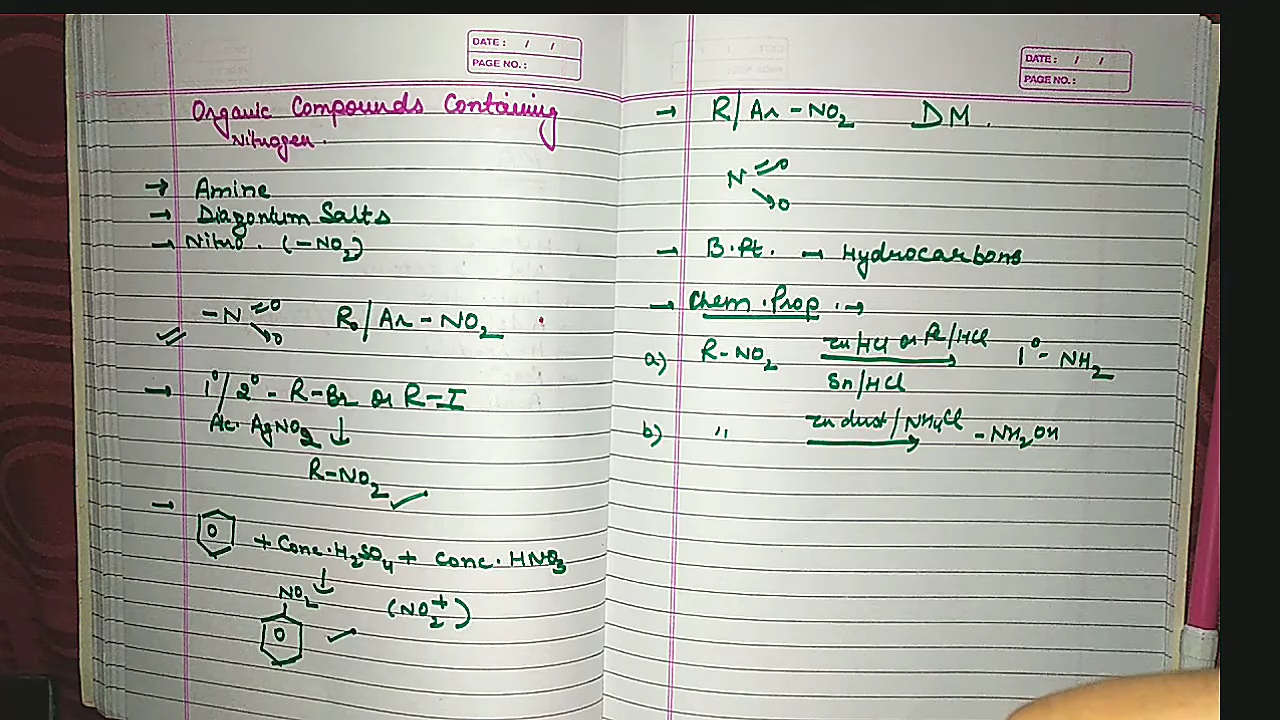 DATE : / /
PAGE NO. :
Organic Compounds Containing
Nitrogen.
→ Amine
→ Diazonium Salts
→ Nitro. (-NO2)
-N =O →O R/Ar-NO2
→ 1°/2° - R-Br or R-I
Ac. AgNO2 ↓
R-NO2 ✓
→ + Conc. H2SO4 + Conc. HNO3
↓
NO2 (NO2+)
✓
DATE : / /
PAGE NO. :
→ R/Ar-NO2 DM.
N =O →O
→ B.Pt. → Hydrocarbons
→ Chem. Prop. →
a) R-NO2 Zn/HCl or Fe/HCl 1°-NH2
Sn/HCl
b) " Zn dust/NH4Cl -NH2OH